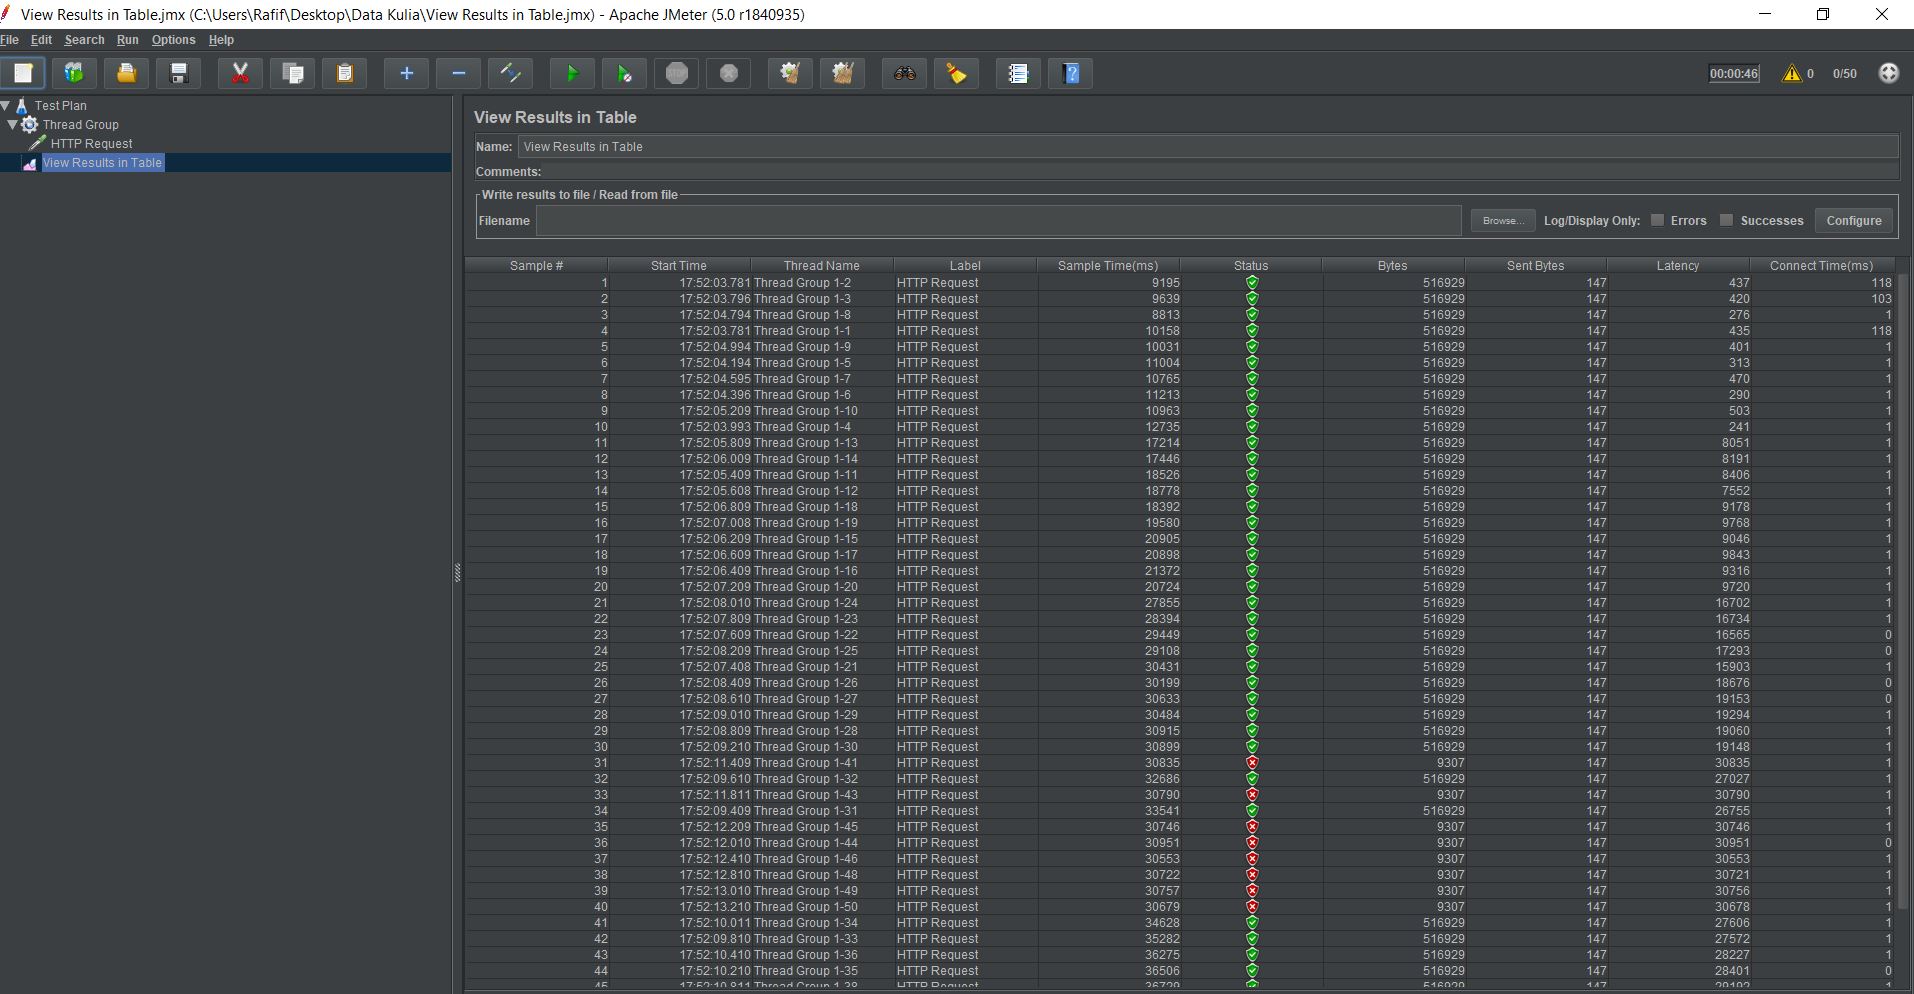 View Results in Table.jmx (C:\Users\Rafif\Desktop\Data Kulia\View Results in Table.jmx) - Apache JMeter (5.0 r1840935)
File Edit Search Run Options Help
STOP 00:00:46 0 0/50
Test Plan
Thread Group
HTTP Request
View Results in Table
View Results in Table
Name: View Results in Table
Comments:
Write results to file / Read from file
Filename Browse... Log/Display Only: Errors Successes Configure
Sample # Start Time Thread Name Label Sample Time(ms) Status Bytes Sent Bytes Latency Connect Time(ms)
1 17:52:03.781 Thread Group 1-2 HTTP Request 9195 516929 147 437 118
2 17:52:03.796 Thread Group 1-3 HTTP Request 9639 516929 147 420 103
3 17:52:04.794 Thread Group 1-8 HTTP Request 8813 516929 147 276 1
4 17:52:03.781 Thread Group 1-1 HTTP Request 10158 516929 147 435 118
5 17:52:04.994 Thread Group 1-9 HTTP Request 10031 516929 147 401 1
6 17:52:04.194 Thread Group 1-5 HTTP Request 11004 516929 147 313 1
7 17:52:04.595 Thread Group 1-7 HTTP Request 10765 516929 147 470 1
8 17:52:04.396 Thread Group 1-6 HTTP Request 11213 516929 147 290 1
9 17:52:05.209 Thread Group 1-10 HTTP Request 10963 516929 147 503 1
10 17:52:03.993 Thread Group 1-4 HTTP Request 12735 516929 147 241 1
11 17:52:05.809 Thread Group 1-13 HTTP Request 17214 516929 147 8051 1
12 17:52:06.009 Thread Group 1-14 HTTP Request 17446 516929 147 8191 1
13 17:52:05.409 Thread Group 1-11 HTTP Request 18526 516929 147 8406 1
14 17:52:05.608 Thread Group 1-12 HTTP Request 18778 516929 147 7552 1
15 17:52:06.809 Thread Group 1-18 HTTP Request 18392 516929 147 9178 1
16 17:52:07.008 Thread Group 1-19 HTTP Request 19580 516929 147 9768 1
17 17:52:06.209 Thread Group 1-15 HTTP Request 20905 516929 147 9046 1
18 17:52:06.609 Thread Group 1-17 HTTP Request 20898 516929 147 9843 1
19 17:52:06.409 Thread Group 1-16 HTTP Request 21372 516929 147 9316 1
20 17:52:07.209 Thread Group 1-20 HTTP Request 20724 516929 147 9720 1
21 17:52:08.010 Thread Group 1-24 HTTP Request 27855 516929 147 16702 1
22 17:52:07.809 Thread Group 1-23 HTTP Request 28394 516929 147 16734 1
23 17:52:07.609 Thread Group 1-22 HTTP Request 29449 516929 147 16565 0
24 17:52:08.209 Thread Group 1-25 HTTP Request 29108 516929 147 17293 0
25 17:52:07.408 Thread Group 1-21 HTTP Request 30431 516929 147 15903 1
26 17:52:08.409 Thread Group 1-26 HTTP Request 30199 516929 147 18676 0
27 17:52:08.610 Thread Group 1-27 HTTP Request 30633 516929 147 19153 0
28 17:52:09.010 Thread Group 1-29 HTTP Request 30484 516929 147 19294 1
29 17:52:08.809 Thread Group 1-28 HTTP Request 30915 516929 147 19060 1
30 17:52:09.210 Thread Group 1-30 HTTP Request 30899 516929 147 19148 1
31 17:52:11.409 Thread Group 1-41 HTTP Request 30835 9307 147 30835 1
32 17:52:09.610 Thread Group 1-32 HTTP Request 32686 516929 147 27027 1
33 17:52:11.811 Thread Group 1-43 HTTP Request 30790 9307 147 30790 1
34 17:52:09.409 Thread Group 1-31 HTTP Request 33541 516929 147 26755 1
35 17:52:12.209 Thread Group 1-45 HTTP Request 30746 9307 147 30746 1
36 17:52:12.010 Thread Group 1-44 HTTP Request 30951 9307 147 30951 0
37 17:52:12.410 Thread Group 1-46 HTTP Request 30553 9307 147 30553 1
38 17:52:12.810 Thread Group 1-48 HTTP Request 30722 9307 147 30721 1
39 17:52:13.010 Thread Group 1-49 HTTP Request 30757 9307 147 30756 1
40 17:52:13.210 Thread Group 1-50 HTTP Request 30679 9307 147 30678 1
41 17:52:10.011 Thread Group 1-34 HTTP Request 34628 516929 147 27606 1
42 17:52:09.810 Thread Group 1-33 HTTP Request 35282 516929 147 27572 1
43 17:52:10.410 Thread Group 1-36 HTTP Request 36275 516929 147 28227 1
44 17:52:10.210 Thread Group 1-35 HTTP Request 36506 516929 147 28401 0
45 17:52:10.811 Thread Group 1-38 HTTP Request 36729 516929 147 29192 1